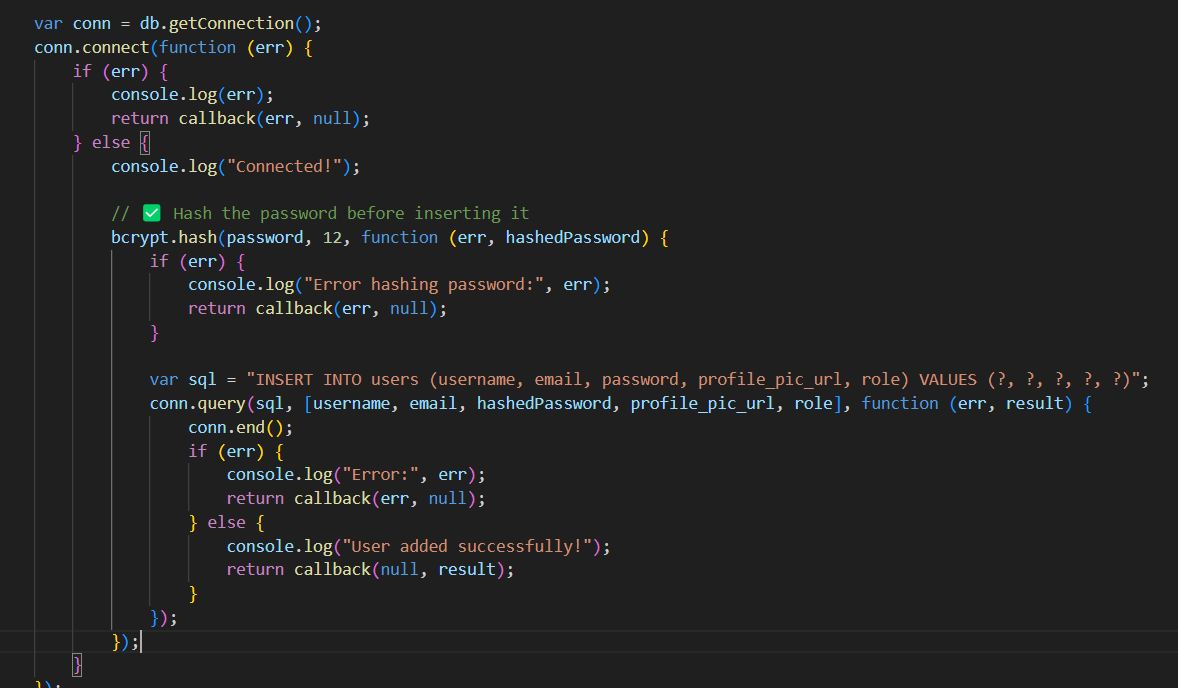 var conn = db.getConnection();
conn.connect(function (err) {
if (err) {
console.log(err);
return callback(err, null);
} else {
console.log("Connected!");
// ✅ Hash the password before inserting it
bcrypt.hash(password, 12, function (err, hashedPassword) {
if (err) {
console.log("Error hashing password:", err);
return callback(err, null);
}
var sql = "INSERT INTO users (username, email, password, profile_pic_url, role) VALUES (?, ?, ?, ?, ?)";
conn.query(sql, [username, email, hashedPassword, profile_pic_url, role], function (err, result) {
conn.end();
if (err) {
console.log("Error:", err);
return callback(err, null);
} else {
console.log("User added successfully!");
return callback(null, result);
}
});
});
}
});